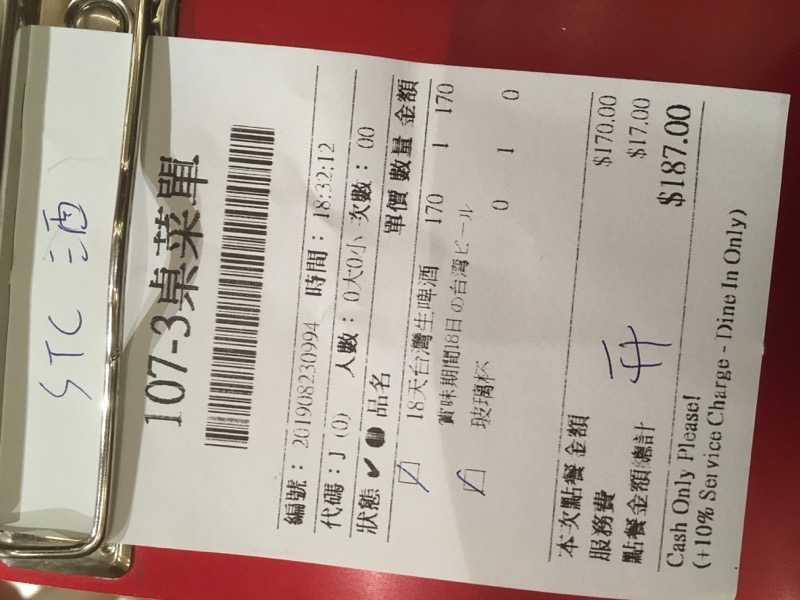 STC 酒
107-3桌菜單
編號：201908230994 時間：18:32:12
代碼：J (0) 人數：0大0小 次數：00
狀態✔● 品名 單價 數量 金額
18天台灣生啤酒 170 1 170
賞味期間18日の台湾ビール
玻璃杯 0 1 0
本次點餐金額 $170.00
服務費 $17.00
點餐金額總計 $187.00
Cash Only Please!
(+10% Service Charge - Dine In Only)